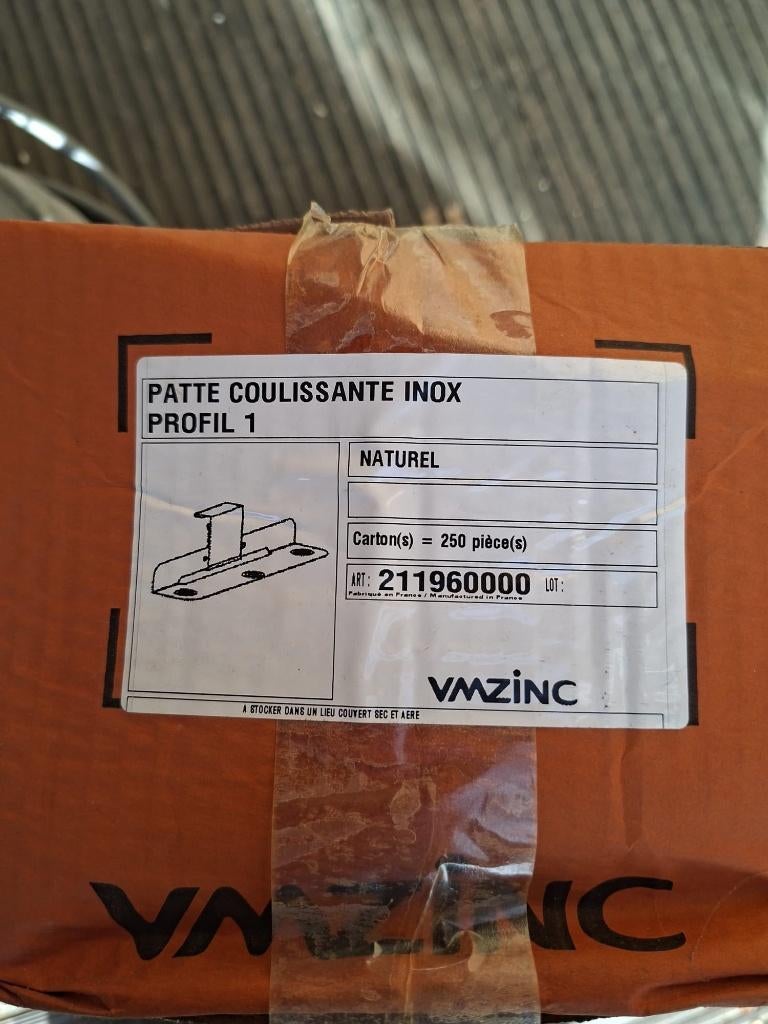 PATTE COULISSANTE INOX
PROFIL 1
NATUREL
Carton(s) = 250 pièce(s)
ART: 211960000 LOT:
Fabriqué en France / Manufactured in France
VMZINC
A STOCKER DANS UN LIEU COUVERT SEC ET AERE
VMZINC